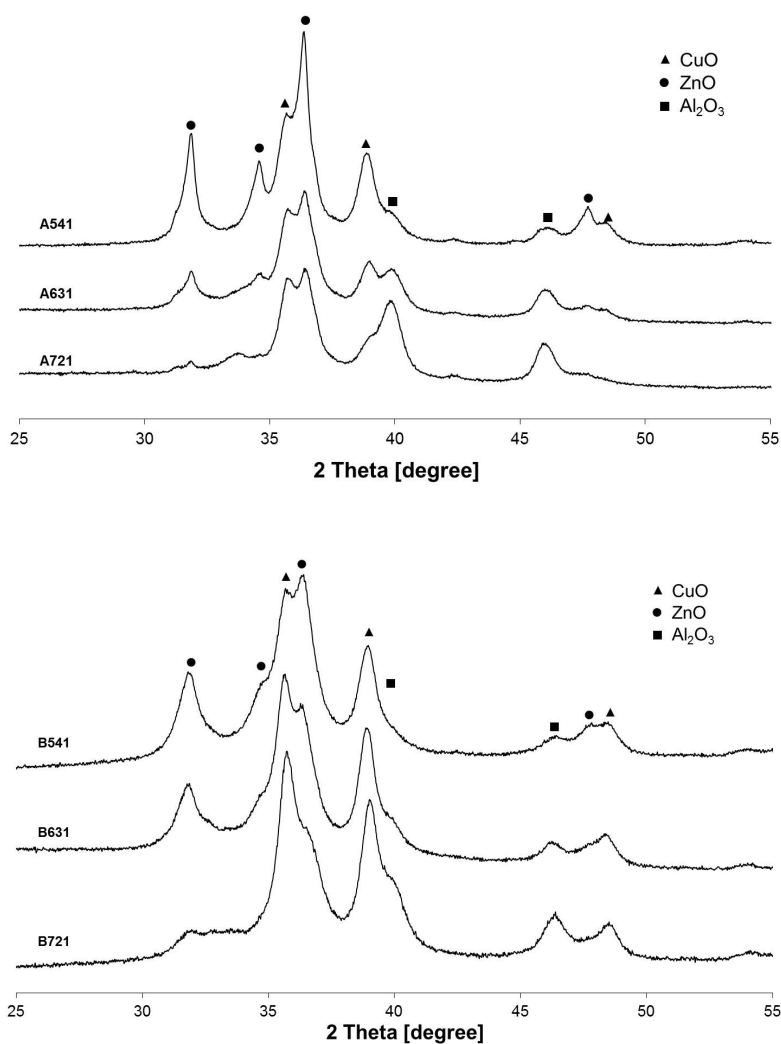 ▲ CuO
● ZnO
■ Al₂O₃
A541
A631
A721
25 30 35 40 45 50 55
2 Theta [degree]
▲ CuO
● ZnO
■ Al₂O₃
B541
B631
B721
25 30 35 40 45 50 55
2 Theta [degree]